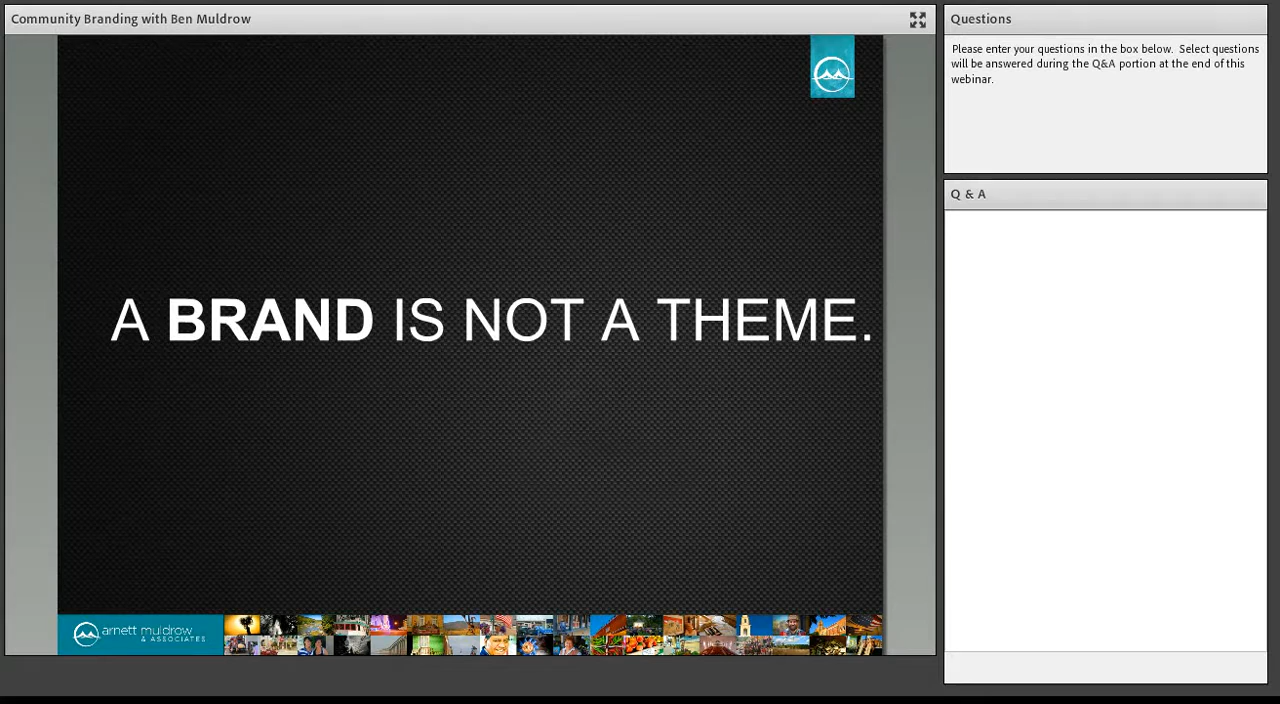 Community Branding with Ben Muldrow
A BRAND IS NOT A THEME.
arnett muldrow
& ASSOCIATES
Questions
Please enter your questions in the box below.  Select questions
will be answered during the Q&A portion at the end of this
webinar.
Q & A